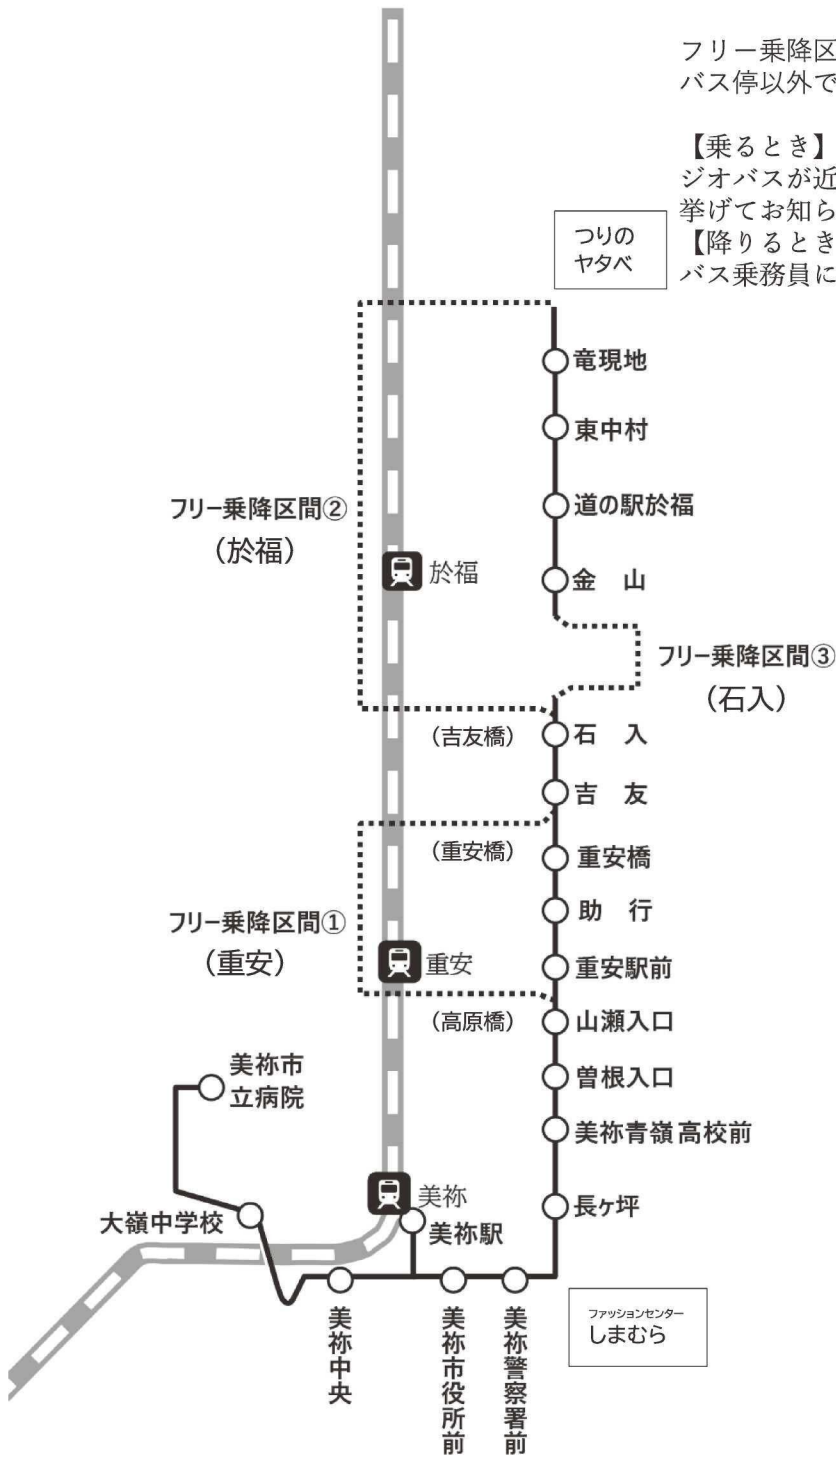 フリー乗降区
バス停以外で
【乗るとき】
ジオバスが近
挙げてお知ら
【降りるとき
バス乗務員に
つりの
ヤタベ
竜現地
東中村
道の駅於福
フリー乗降区間②
(於福)
於福
金　山
フリー乗降区間③
(石入)
(吉友橋)
石　入
吉　友
(重安橋)
重安橋
助　行
フリー乗降区間①
(重安)
重安
重安駅前
(高原橋)
山瀬入口
曽根入口
美祢市
立病院
美祢青嶺高校前
美祢
長ヶ坪
大嶺中学校
美祢駅
美祢中央
美祢市役所前
美祢警察署前
ファッションセンター
しまむら